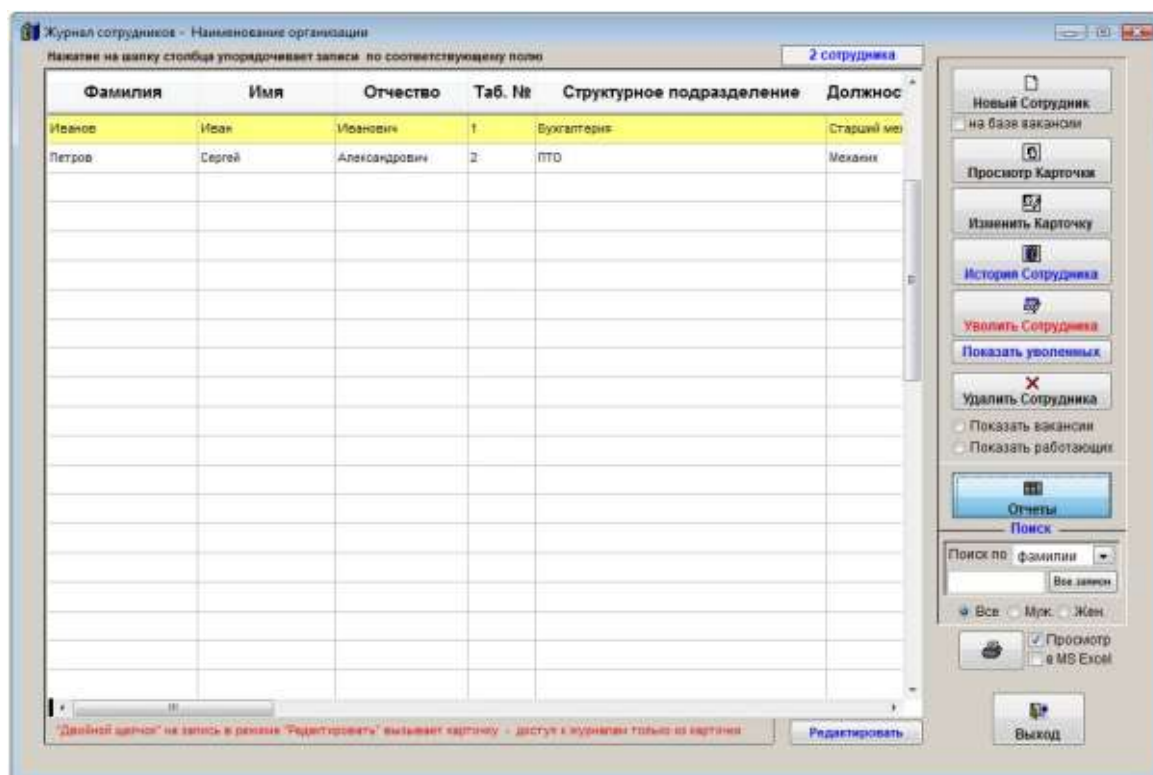 Журнал сотрудников - Наименование организации
Нажатие на шапку столбца упорядочивает записи по соответствующему полю
2 сотрудника
Фамилия Имя Отчество Таб. № Структурное подразделение Должнос
Иванов Иван Иванович 1 Бухгалтерия Старший мех
Петров Сергей Александрович 2 ПТО Механик
Новый Сотрудник
на базе вакансии
Просмотр Карточки
Изменить Карточку
История Сотрудника
Уволить Сотрудника
Показать уволенных
Удалить Сотрудника
Показать вакансии
Показать работающих
Отчеты
Поиск
Поиск по фамилии
Все записи
Все Муж. Жен.
Просмотр
в MS Excel
"Двойной щелчок" на запись в режиме "Редактировать" вызывает карточку - доступ к журналам только из карточки
Редактировать
Выход